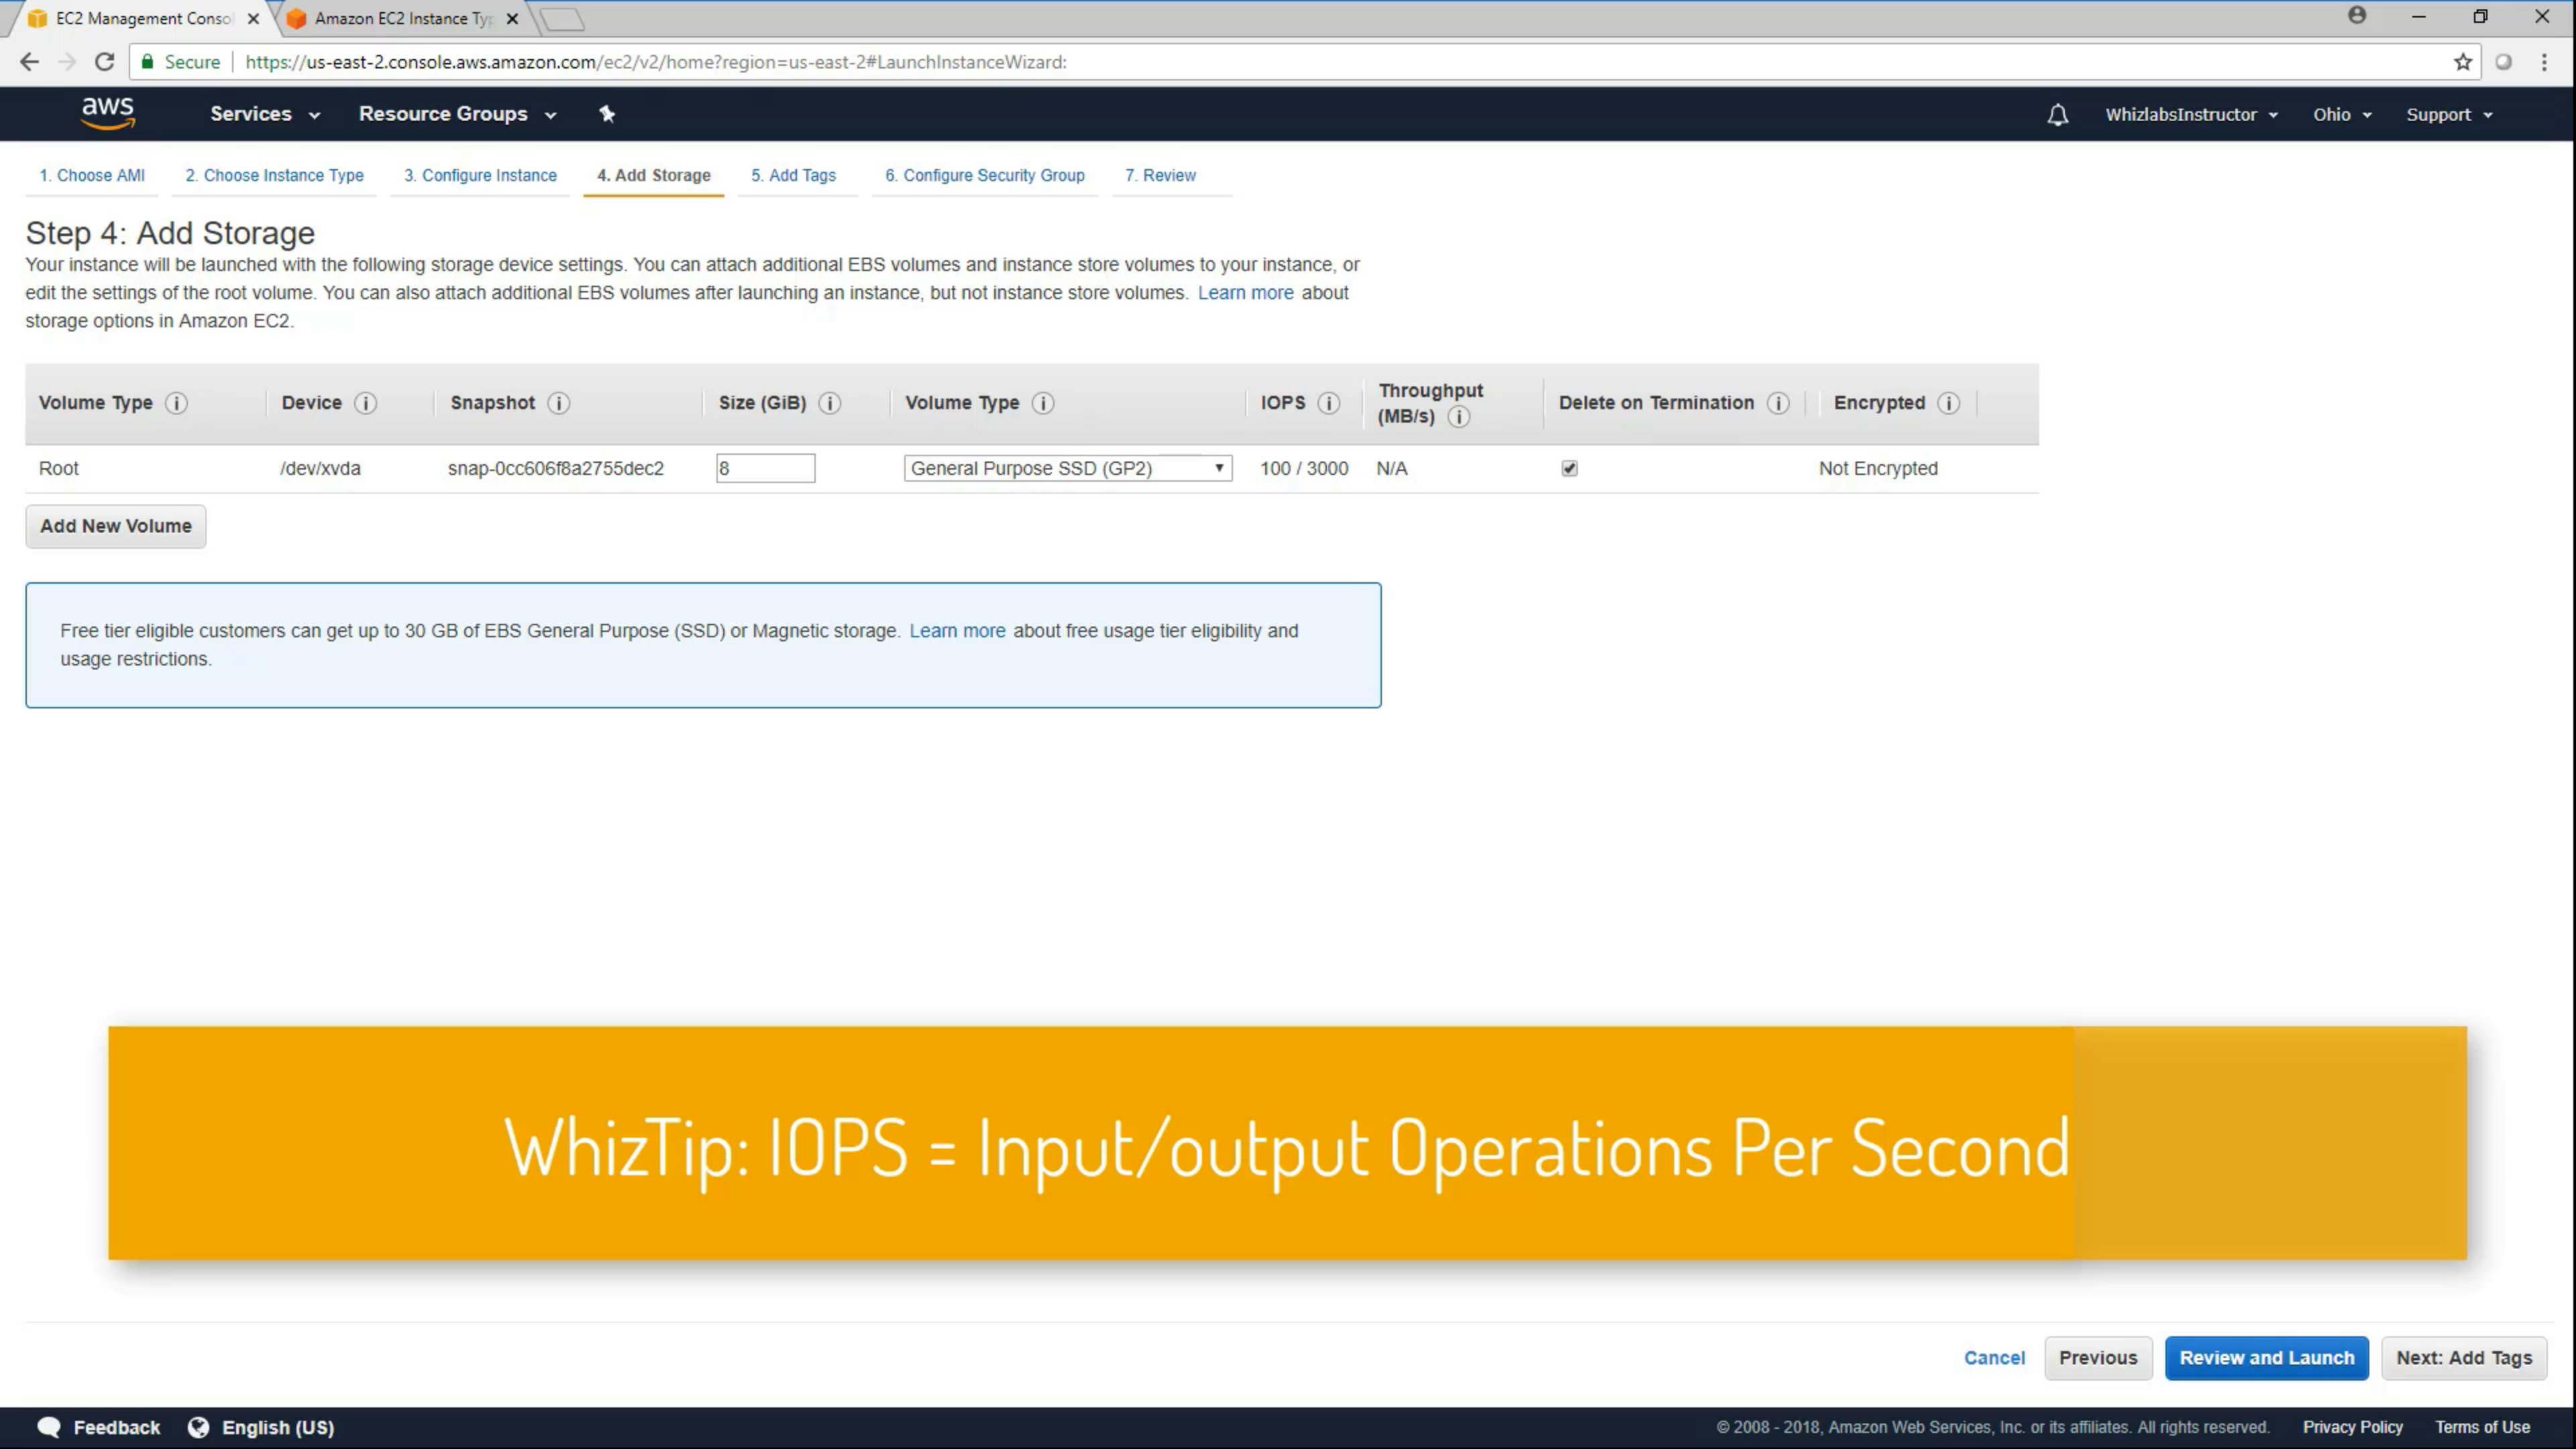 EC2 Management Conso
Amazon EC2 Instance Typ
Secure
https://us-east-2.console.aws.amazon.com/ec2/v2/home?region=us-east-2#LaunchInstanceWizard:
aws
Services
Resource Groups
WhizlabsInstructor
Ohio
Support
1. Choose AMI
2. Choose Instance Type
3. Configure Instance
4. Add Storage
5. Add Tags
6. Configure Security Group
7. Review
Step 4: Add Storage
Your instance will be launched with the following storage device settings. You can attach additional EBS volumes and instance store volumes to your instance, or
edit the settings of the root volume. You can also attach additional EBS volumes after launching an instance, but not instance store volumes. Learn more about
storage options in Amazon EC2.
Volume Type
Device
Snapshot
Size (GiB)
Volume Type
IOPS
Throughput
(MB/s)
Delete on Termination
Encrypted
Root
/dev/xvda
snap-0cc606f8a2755dec2
8
General Purpose SSD (GP2)
100 / 3000
N/A
Not Encrypted
Add New Volume
Free tier eligible customers can get up to 30 GB of EBS General Purpose (SSD) or Magnetic storage. Learn more about free usage tier eligibility and
usage restrictions.
WhizTip: IOPS = Input/output Operations Per Second
Cancel
Previous
Review and Launch
Next: Add Tags
Feedback
English (US)
© 2008 - 2018, Amazon Web Services, Inc. or its affiliates. All rights reserved.
Privacy Policy
Terms of Use